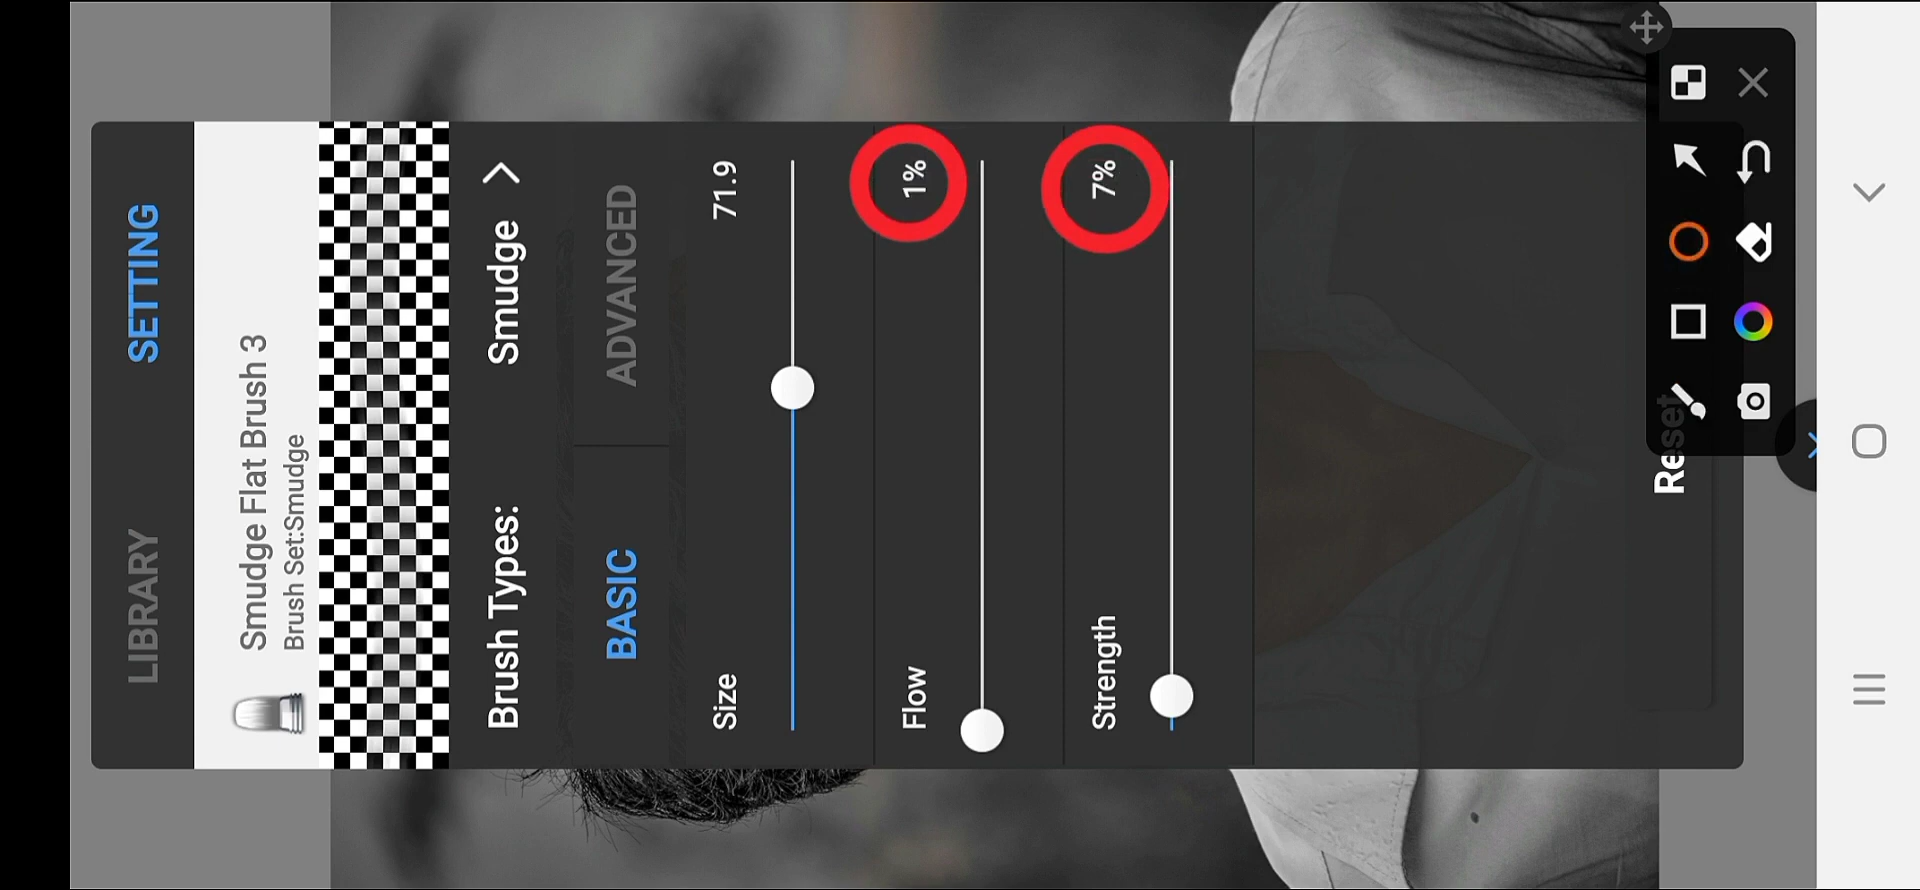 LIBRARY SETTING
Smudge Flat Brush 3
Brush Set:Smudge
Brush Types: Smudge
BASIC ADVANCED
Size 71.9
Flow 1%
Strength 7%
Reset